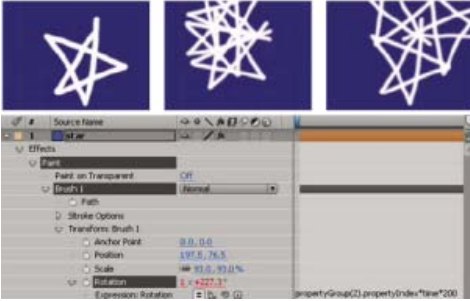 # Source Name
1 star
Effects
Paint
Paint on Transparent Off
Brush 1 Normal
Path
Stroke Options
Transform: Brush 1
Anchor Point 0.0, 0.0
Position 197.5, 76.5
Scale 93.0, 93.0%
Rotation
Expression: Rotation propertyGroup(2).propertyIndex*time*200